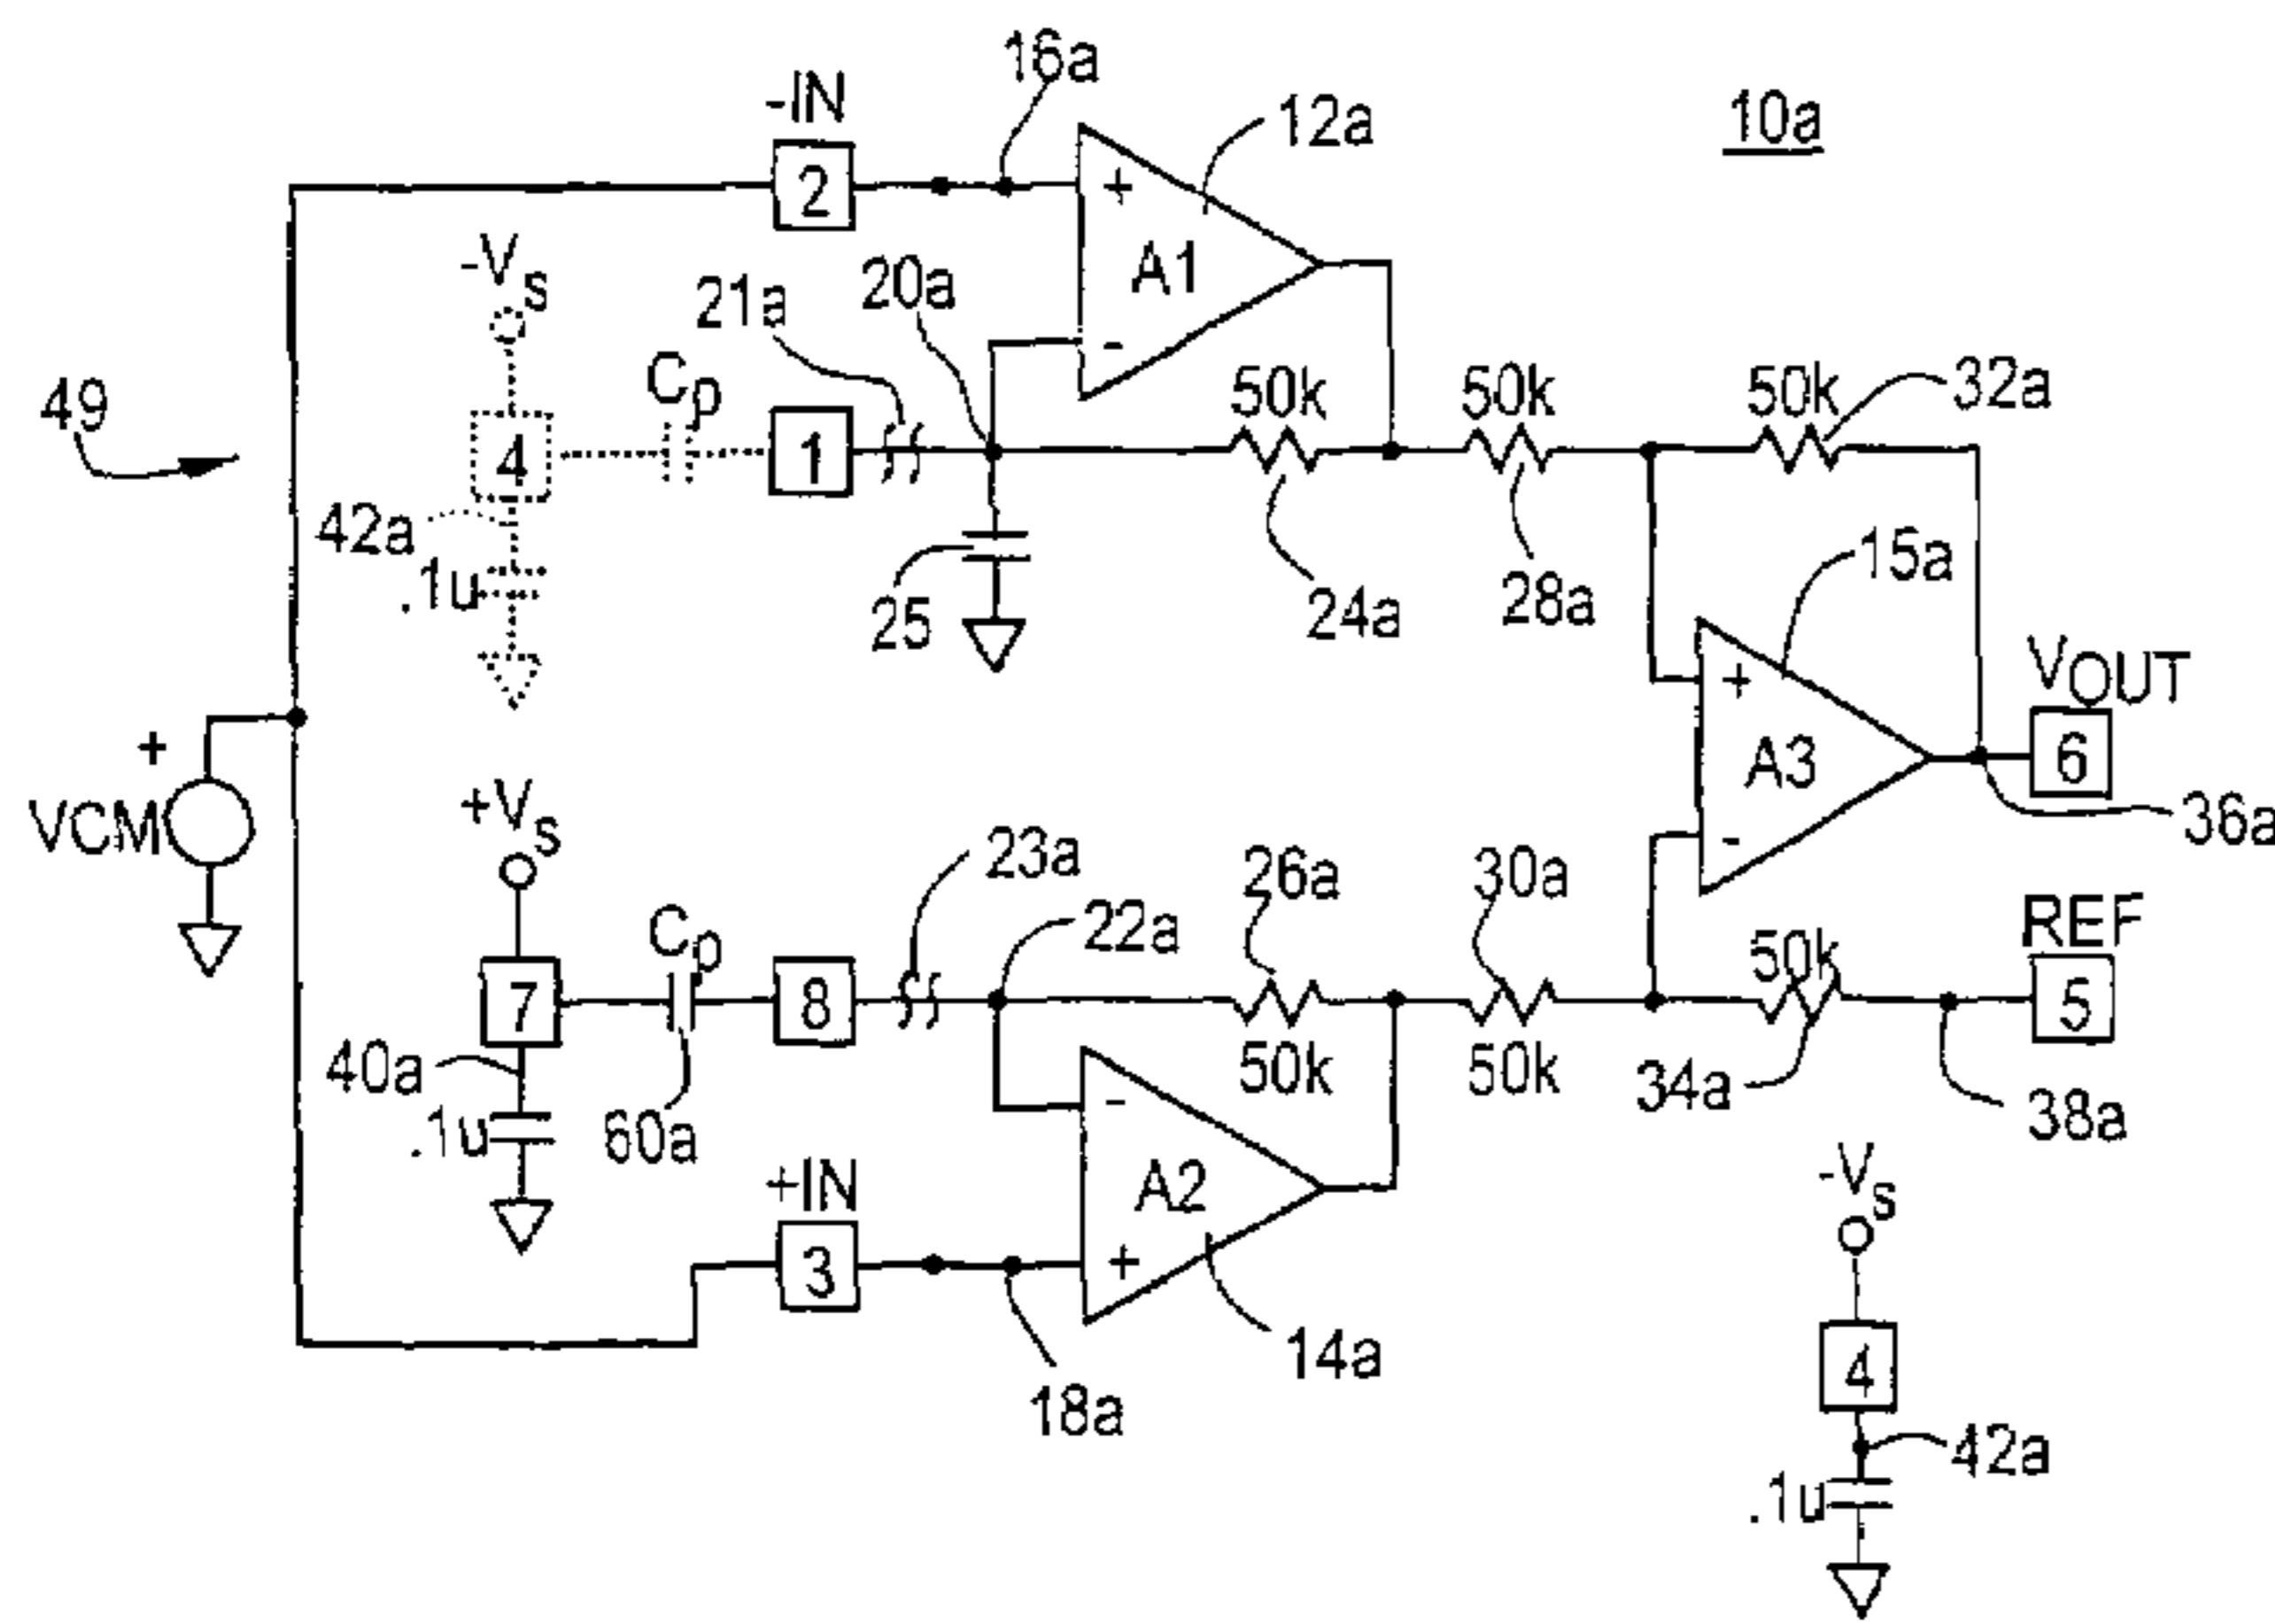 16a
-IN
12a
10a
2
+
A1
-
-Vs
21a
20a
Cp
49
50k
50k
50k
32a
4
1
42a
.1u
25
24a
28a
15a
+
VOUT
A3
6
+
VCM
-
36a
+Vs
Cp
23a
22a
26a
30a
REF
50k
7
8
5
40a
.1u
60a
50k
50k
34a
38a
-
A2
+IN
3
+
14a
18a
-Vs
4
42a
.1u